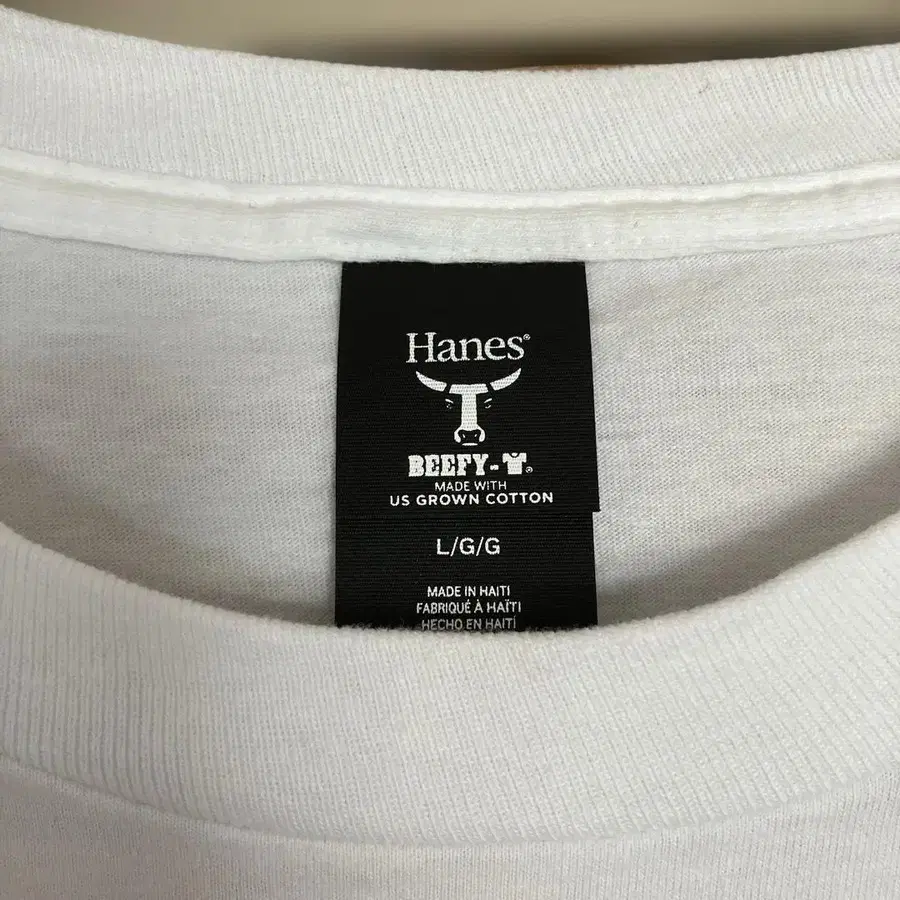 Hanes®
BEEFY-T®
MADE WITH
US GROWN COTTON
L/G/G
MADE IN HAITI
FABRIQUÉ À HAÏTI
HECHO EN HAITÍ